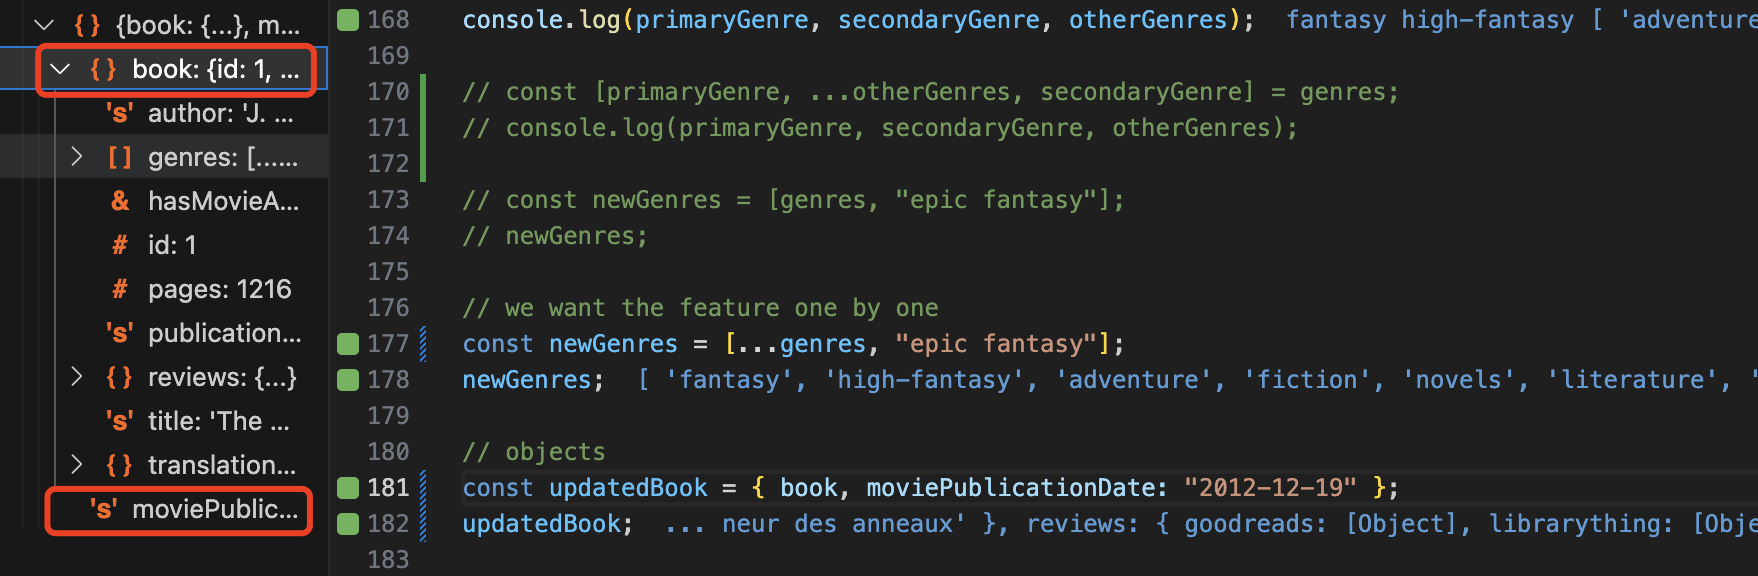 {} {book: {...}, m...
{} book: {id: 1, ...
's' author: 'J. ...
[] genres: [......
& hasMovieA...
# id: 1
# pages: 1216
's' publication...
{} reviews: {...}
's' title: 'The ...
{} translation...
's' moviePublic...
168 console.log(primaryGenre, secondaryGenre, otherGenres); fantasy high-fantasy [ 'adventure
169
170 // const [primaryGenre, ...otherGenres, secondaryGenre] = genres;
171 // console.log(primaryGenre, secondaryGenre, otherGenres);
172
173 // const newGenres = [genres, "epic fantasy"];
174 // newGenres;
175
176 // we want the feature one by one
177 const newGenres = [...genres, "epic fantasy"];
178 newGenres; [ 'fantasy', 'high-fantasy', 'adventure', 'fiction', 'novels', 'literature', '
179
180 // objects
181 const updatedBook = { book, moviePublicationDate: "2012-12-19" };
182 updatedBook; ... neur des anneaux' }, reviews: { goodreads: [Object], librarything: [Obje
183